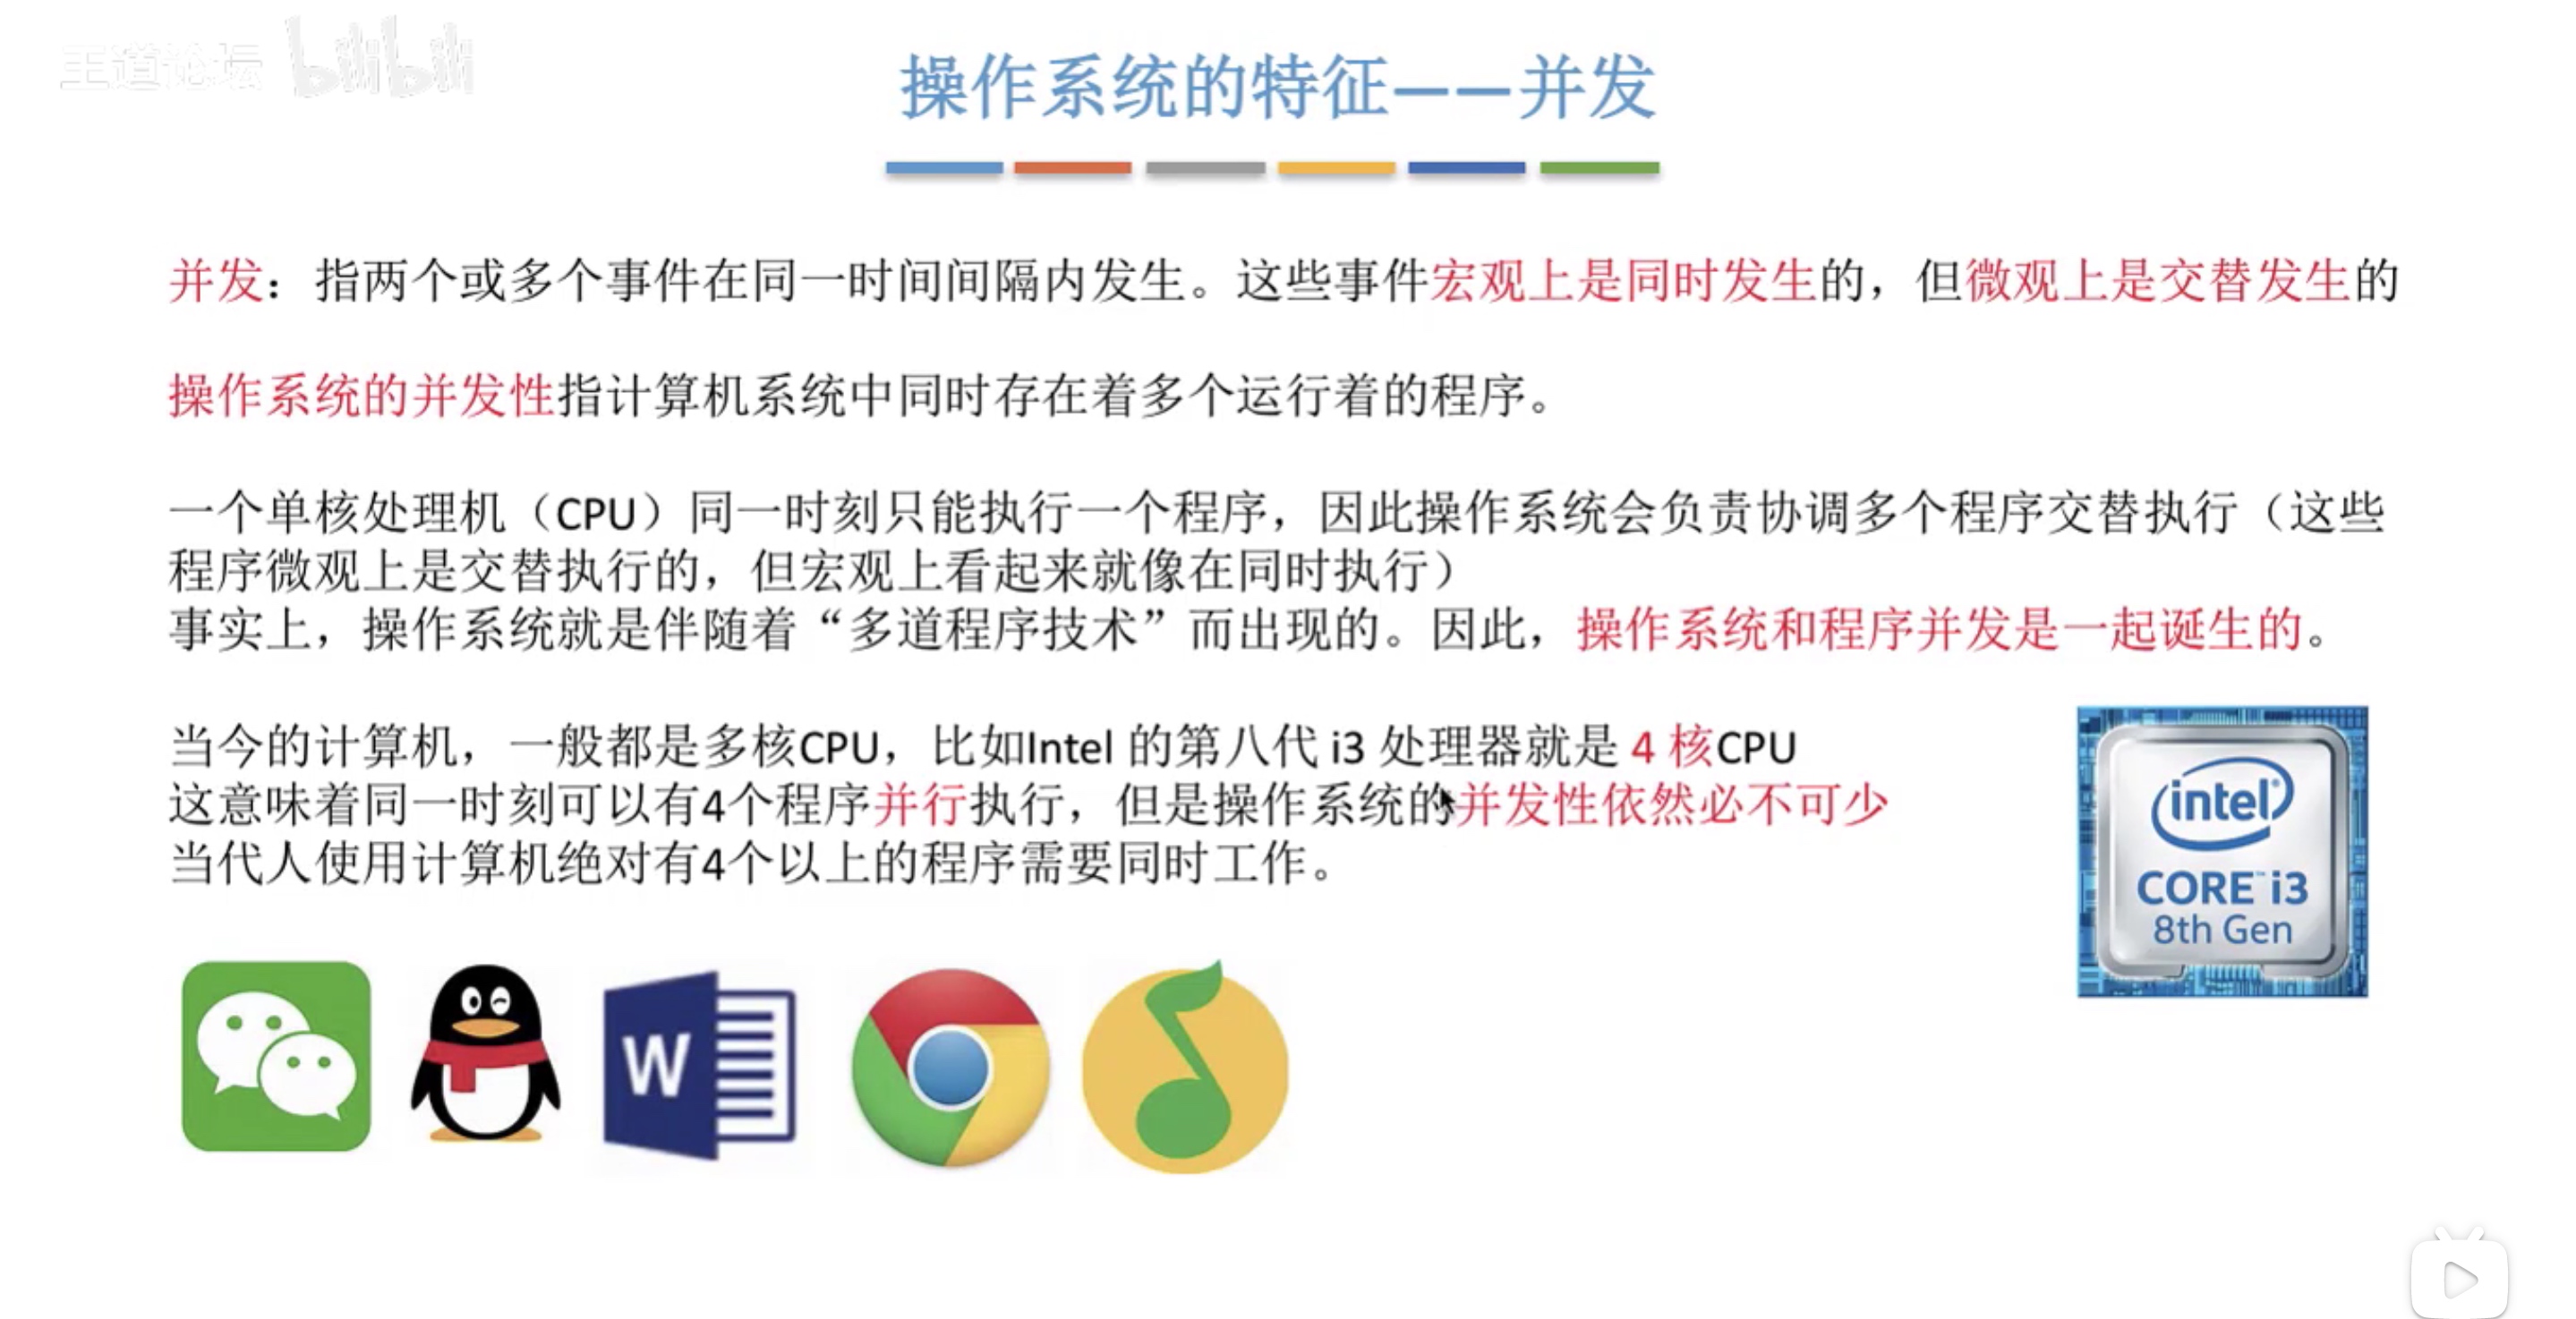 王道论坛 bilibili
操作系统的特征——并发
并发：指两个或多个事件在同一时间间隔内发生。这些事件宏观上是同时发生的，但微观上是交替发生的
操作系统的并发性指计算机系统中同时存在着多个运行着的程序。
一个单核处理机（CPU）同一时刻只能执行一个程序，因此操作系统会负责协调多个程序交替执行（这些
程序微观上是交替执行的，但宏观上看起来就像在同时执行）
事实上，操作系统就是伴随着“多道程序技术”而出现的。因此，操作系统和程序并发是一起诞生的。
当今的计算机，一般都是多核CPU，比如Intel 的第八代 i3 处理器就是 4 核CPU
这意味着同一时刻可以有4个程序并行执行，但是操作系统的并发性依然必不可少
当代人使用计算机绝对有4个以上的程序需要同时工作。
intel®
CORE™ i3
8th Gen
W